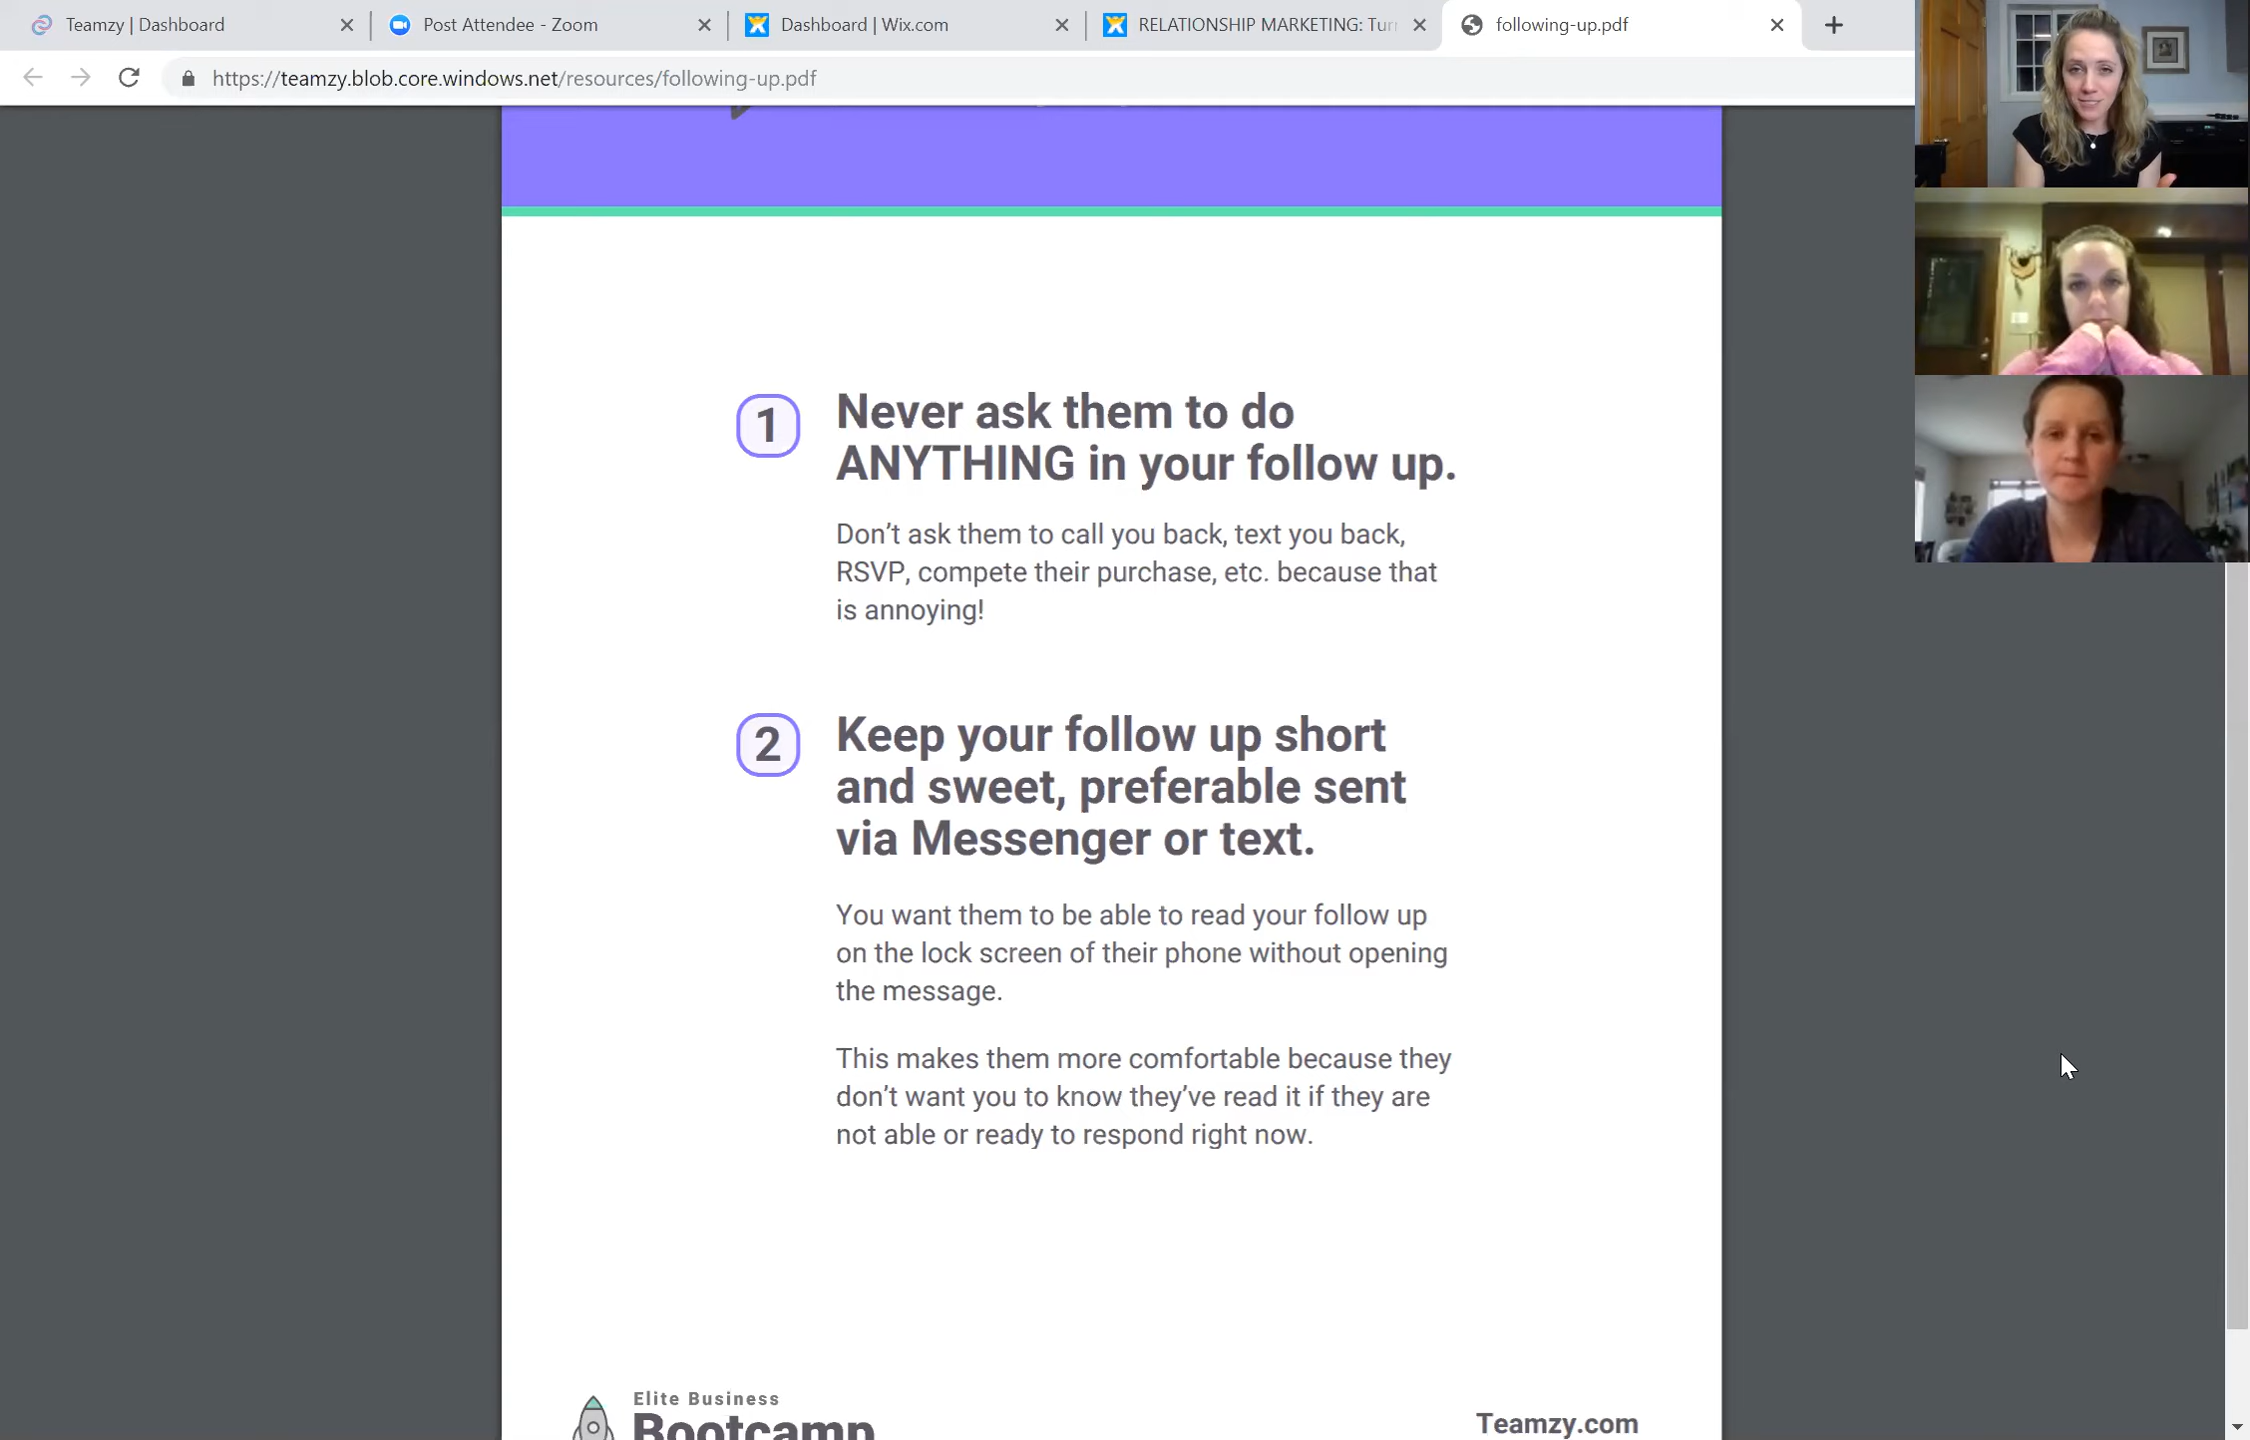 Teamzy | Dashboard
Post Attendee - Zoom
Dashboard | Wix.com
RELATIONSHIP MARKETING: Tur
following-up.pdf
https://teamzy.blob.core.windows.net/resources/following-up.pdf
1
Never ask them to do
ANYTHING in your follow up.
Don’t ask them to call you back, text you back,
RSVP, compete their purchase, etc. because that
is annoying!
2
Keep your follow up short
and sweet, preferable sent
via Messenger or text.
You want them to be able to read your follow up
on the lock screen of their phone without opening
the message.
This makes them more comfortable because they
don’t want you to know they’ve read it if they are
not able or ready to respond right now.
Elite Business
Bootcamp
Teamzy.com